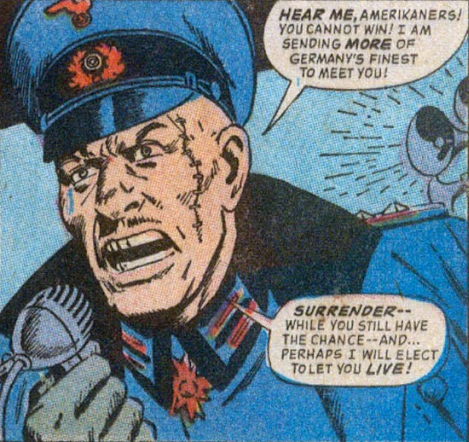 HEAR ME, AMERIKANERS!
YOU CANNOT WIN! I AM
SENDING MORE OF
GERMANY'S FINEST
TO MEET YOU!
SURRENDER--
WHILE YOU STILL HAVE
THE CHANCE--AND...
PERHAPS I WILL ELECT
TO LET YOU LIVE!